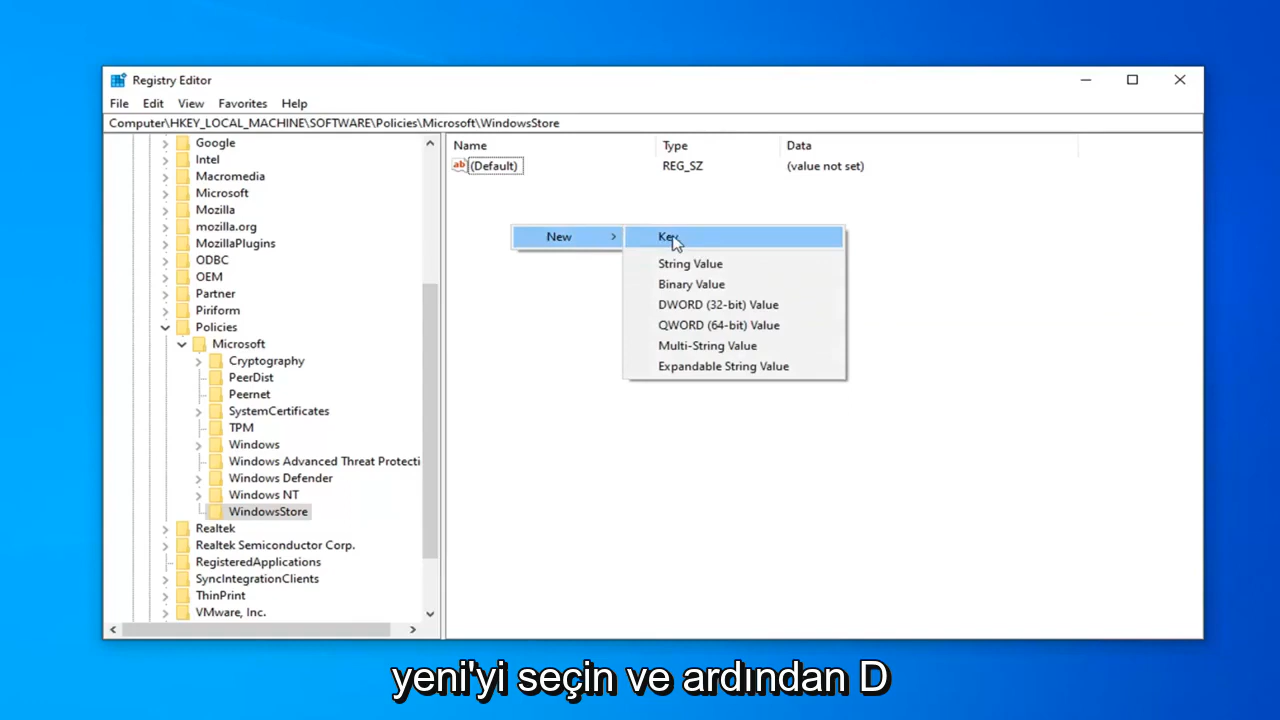 Registry Editor
File Edit View Favorites Help
Computer\HKEY_LOCAL_MACHINE\SOFTWARE\Policies\Microsoft\WindowsStore
Google
Intel
Macromedia
Microsoft
Mozilla
mozilla.org
MozillaPlugins
ODBC
OEM
Partner
Piriform
Policies
Microsoft
Cryptography
PeerDist
Peernet
SystemCertificates
TPM
Windows
Windows Advanced Threat Protecti
Windows Defender
Windows NT
WindowsStore
Realtek
Realtek Semiconductor Corp.
RegisteredApplications
SyncIntegrationClients
ThinPrint
VMware, Inc.
Name Type Data
ab (Default) REG_SZ (value not set)
New
Key
String Value
Binary Value
DWORD (32-bit) Value
QWORD (64-bit) Value
Multi-String Value
Expandable String Value
yeni'yi seçin ve ardından D